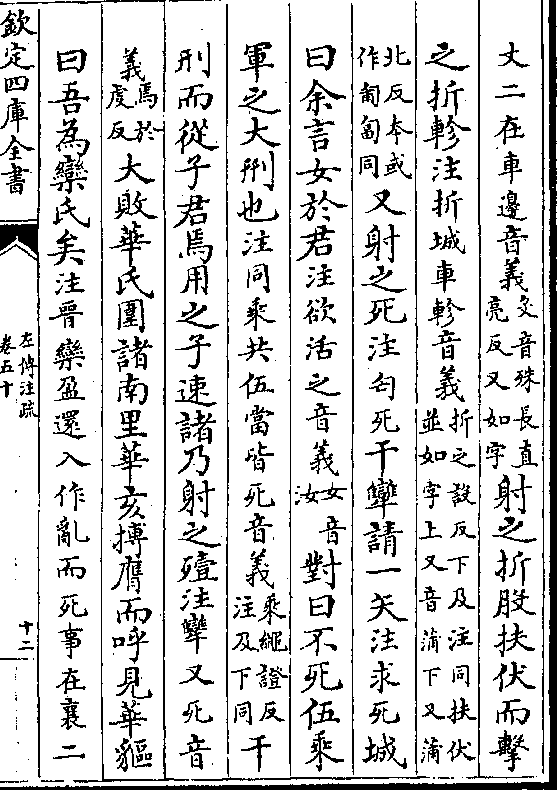 丈二在車邊音義殳音殊長直亮反又如字射之折股扶伏而擊
之折軫注折城車軫音義折之設反下及注同扶伏並如字上又音蒲下又蒲
北反本或作匍匐同又射之死注匄死干犨請一矢注求死城
曰余言女於君注欲活之音義女音汝對曰不死伍乘
軍之大刑也注同乘共伍當皆死音義乘繩證反注及下同干
刑而從子君焉用之子速諸乃射之殪注犨又死音
義焉於虔反大敗華氏圍諸南里華亥搏膺而呼見華貙
曰吾為欒氏矣注晉欒盈還入作亂而死事在襄二
欽定四庫全書
左傳注疏
卷五十
十二